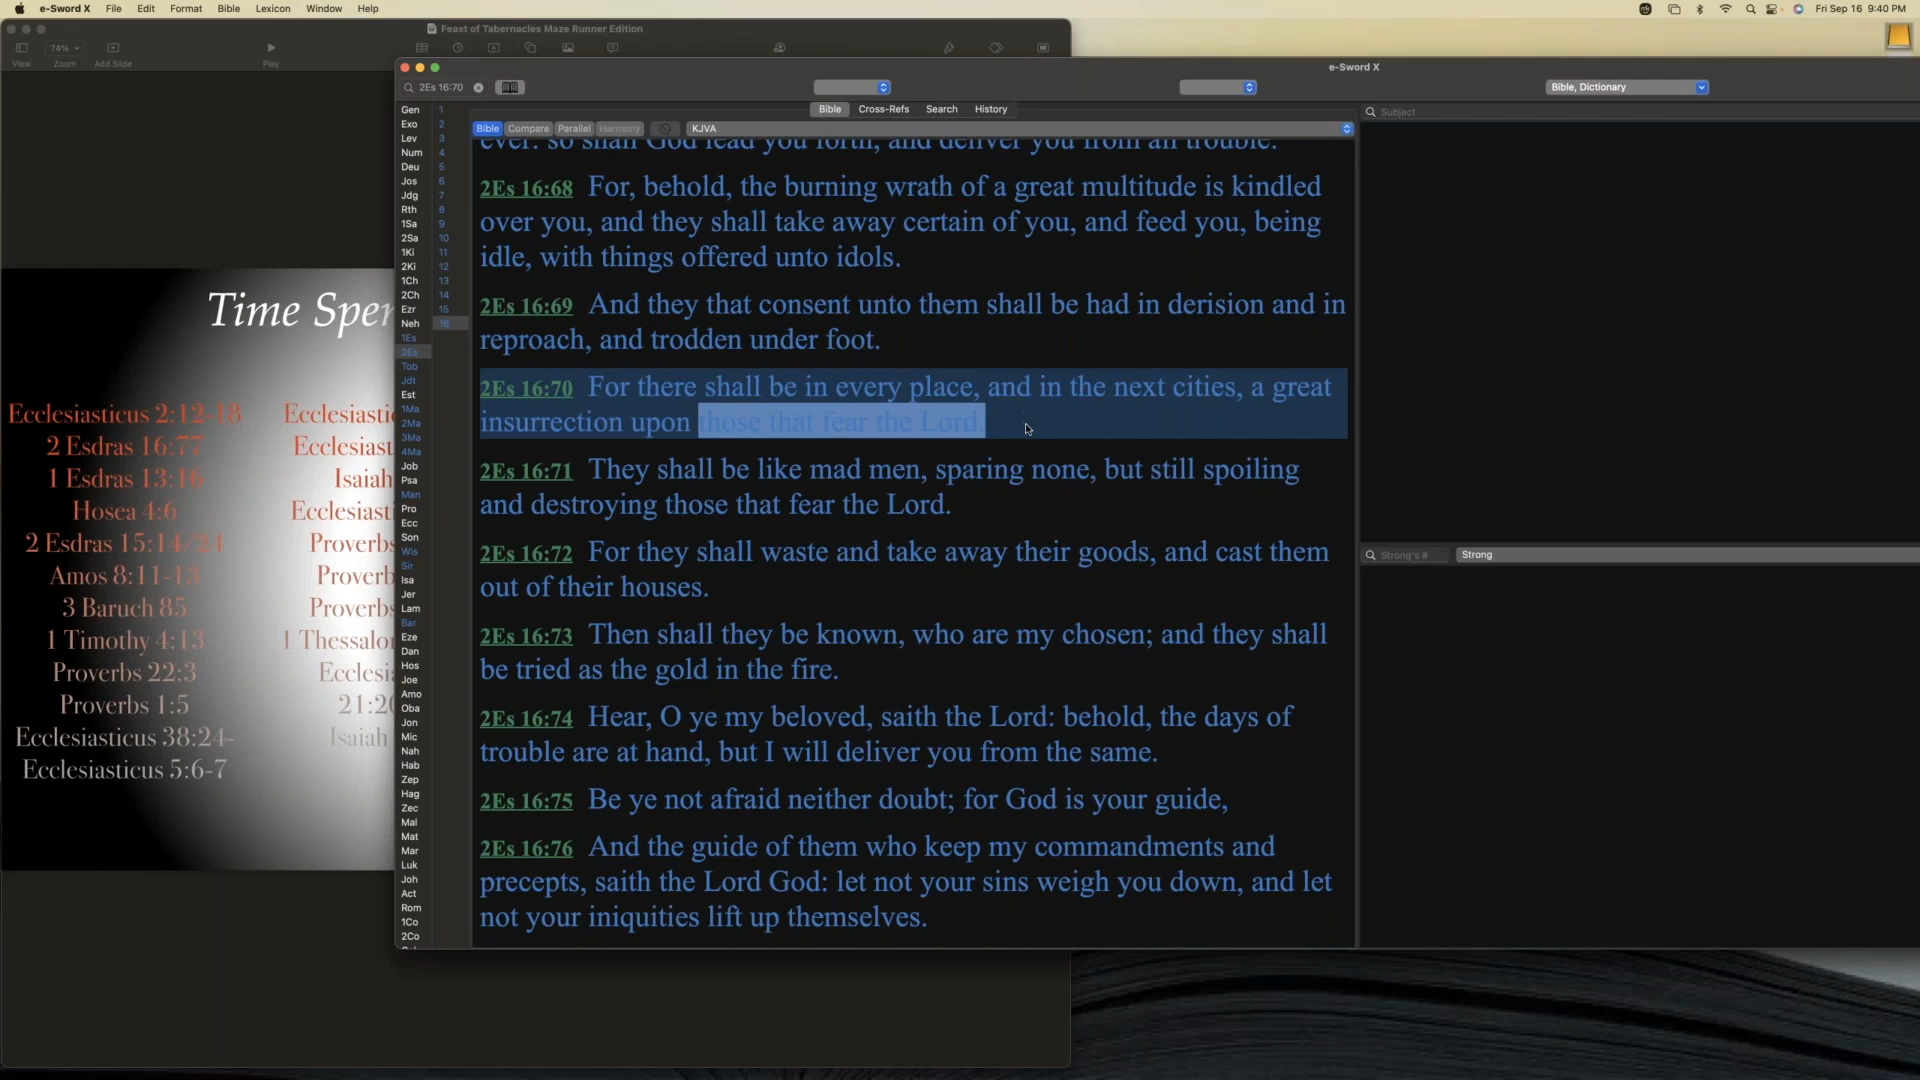 e-Sword X File Edit Format Bible Lexicon Window Help
Fri Sep 16 9:40 PM
Feast of Tabernacles Maze Runner Edition
74%
View Zoom Add Slide Play
e-Sword X
2Es 16:70
Bible, Dictionary
Bible Cross-Refs Search History
Subject
Bible Compare Parallel Harmony
KJVA
Gen
Exo
Lev
Num
Deu
Jos
Jdg
Rth
1Sa
2Sa
1Ki
2Ki
1Ch
2Ch
Ezr
Neh
1Es
2Es
Tob
Jdt
Est
1Ma
2Ma
3Ma
4Ma
Job
Psa
Man
Pro
Ecc
Son
Wis
Sir
Isa
Jer
Lam
Bar
Eze
Dan
Hos
Joe
Amo
Oba
Jon
Mic
Nah
Hab
Zep
Hag
Zec
Mal
Mat
Mar
Luk
Joh
Act
Rom
1Co
2Co
1
2
3
4
5
6
7
8
9
10
11
12
13
14
15
16
ever: so shall God lead you forth, and deliver you from all trouble.
2Es 16:68 For, behold, the burning wrath of a great multitude is kindled
over you, and they shall take away certain of you, and feed you, being
idle, with things offered unto idols.
2Es 16:69 And they that consent unto them shall be had in derision and in
reproach, and trodden under foot.
2Es 16:70 For there shall be in every place, and in the next cities, a great
insurrection upon those that fear the Lord.
2Es 16:71 They shall be like mad men, sparing none, but still spoiling
and destroying those that fear the Lord.
2Es 16:72 For they shall waste and take away their goods, and cast them
out of their houses.
2Es 16:73 Then shall they be known, who are my chosen; and they shall
be tried as the gold in the fire.
2Es 16:74 Hear, O ye my beloved, saith the Lord: behold, the days of
trouble are at hand, but I will deliver you from the same.
2Es 16:75 Be ye not afraid neither doubt; for God is your guide,
2Es 16:76 And the guide of them who keep my commandments and
precepts, saith the Lord God: let not your sins weigh you down, and let
not your iniquities lift up themselves.
Strong's #
Strong
Time Spen
Ecclesiasticus 2:12-18
2 Esdras 16:77
1 Esdras 13:16
Hosea 4:6
2 Esdras 15:14/24
Amos 8:11-13
3 Baruch 85
1 Timothy 4:13
Proverbs 22:3
Proverbs 1:5
Ecclesiasticus 38:24-
Ecclesiasticus 5:6-7
Ecclesiastic
Ecclesiast
Isaiah
Ecclesiast
Proverbs
Proverb
Proverbs
1 Thessalon
Ecclesia
21:20
Isaiah